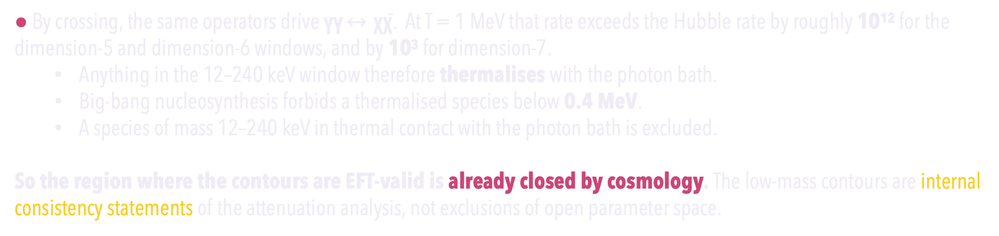 ● By crossing, the same operators drive γγ ↔ χχ̄. At T = 1 MeV that rate exceeds the Hubble rate by roughly 10¹² for the
dimension-5 and dimension-6 windows, and by 10³ for dimension-7.
• Anything in the 12–240 keV window therefore thermalises with the photon bath.
• Big-bang nucleosynthesis forbids a thermalised species below 0.4 MeV.
• A species of mass 12–240 keV in thermal contact with the photon bath is excluded.
So the region where the contours are EFT-valid is already closed by cosmology. The low-mass contours are internal
consistency statements of the attenuation analysis, not exclusions of open parameter space.